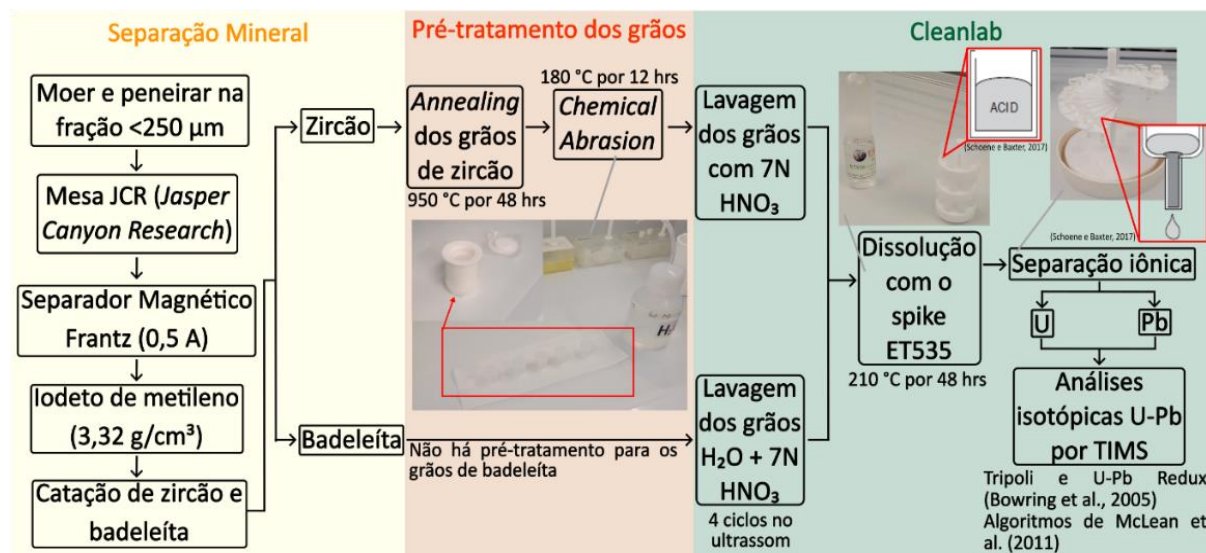 Separação Mineral
Moer e peneirar na
fração <250 µm
Mesa JCR (Jasper
Canyon Research)
Separador Magnético
Frantz (0,5 A)
Iodeto de metileno
(3,32 g/cm³)
Catação de zircão e
badeleíta
Zircão
Badeleíta
Pré-tratamento dos grãos
Annealing
dos grãos
de zircão
950 °C por 48 hrs
180 °C por 12 hrs
Chemical
Abrasion
Não há pré-tratamento para os
grãos de badeleíta
Cleanlab
Lavagem
dos grãos
com 7N
HNO₃
Lavagem
dos grãos
H₂O + 7N
HNO₃
4 ciclos no
ultrassom
ACID
(Schoene e Baxter, 2017)
Dissolução
com o
spike
ET535
210 °C por 48 hrs
(Schoene e Baxter, 2017)
Separação iônica
U
Pb
Análises
isotópicas U-Pb
por TIMS
Tripoli e U-Pb Redux
(Bowring et al., 2005)
Algoritmos de McLean et
al. (2011)